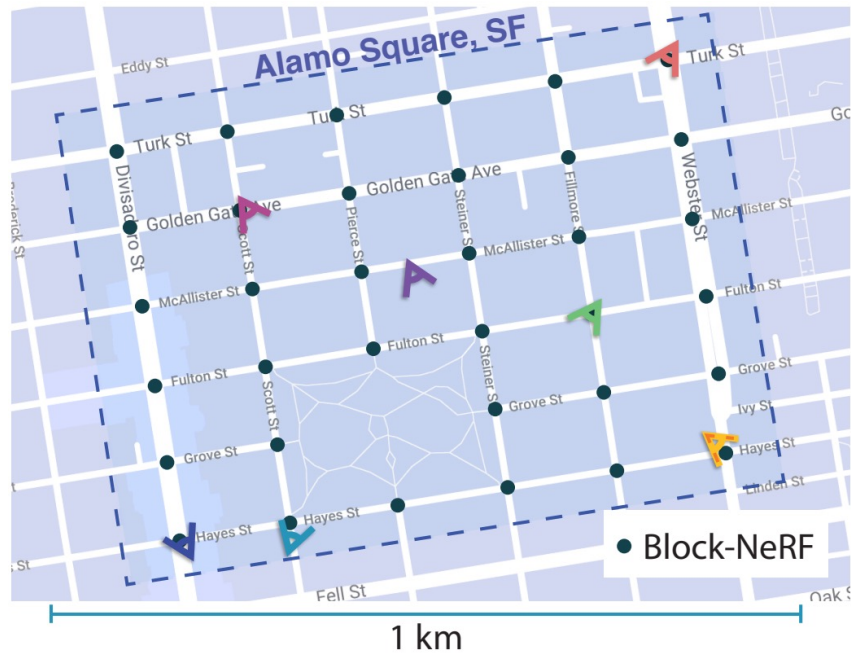 Alamo Square, SF
Eddy St
Turk St
Turk St
Turk St
Go
Golden Gate Ave
Golden Gate Ave
Divisadero St
Scott St
Pierce St
Steiner St
Fillmore St
Webster St
McAllister St
McAllister St
McAllister St
Fulton St
Fulton St
Fulton St
Scott St
Steiner St
Grove St
Grove St
Grove St
Ivy St
Hayes St
Hayes St
Hayes St
Linden St
St
Fell St
Oak S
Block-NeRF
1 km